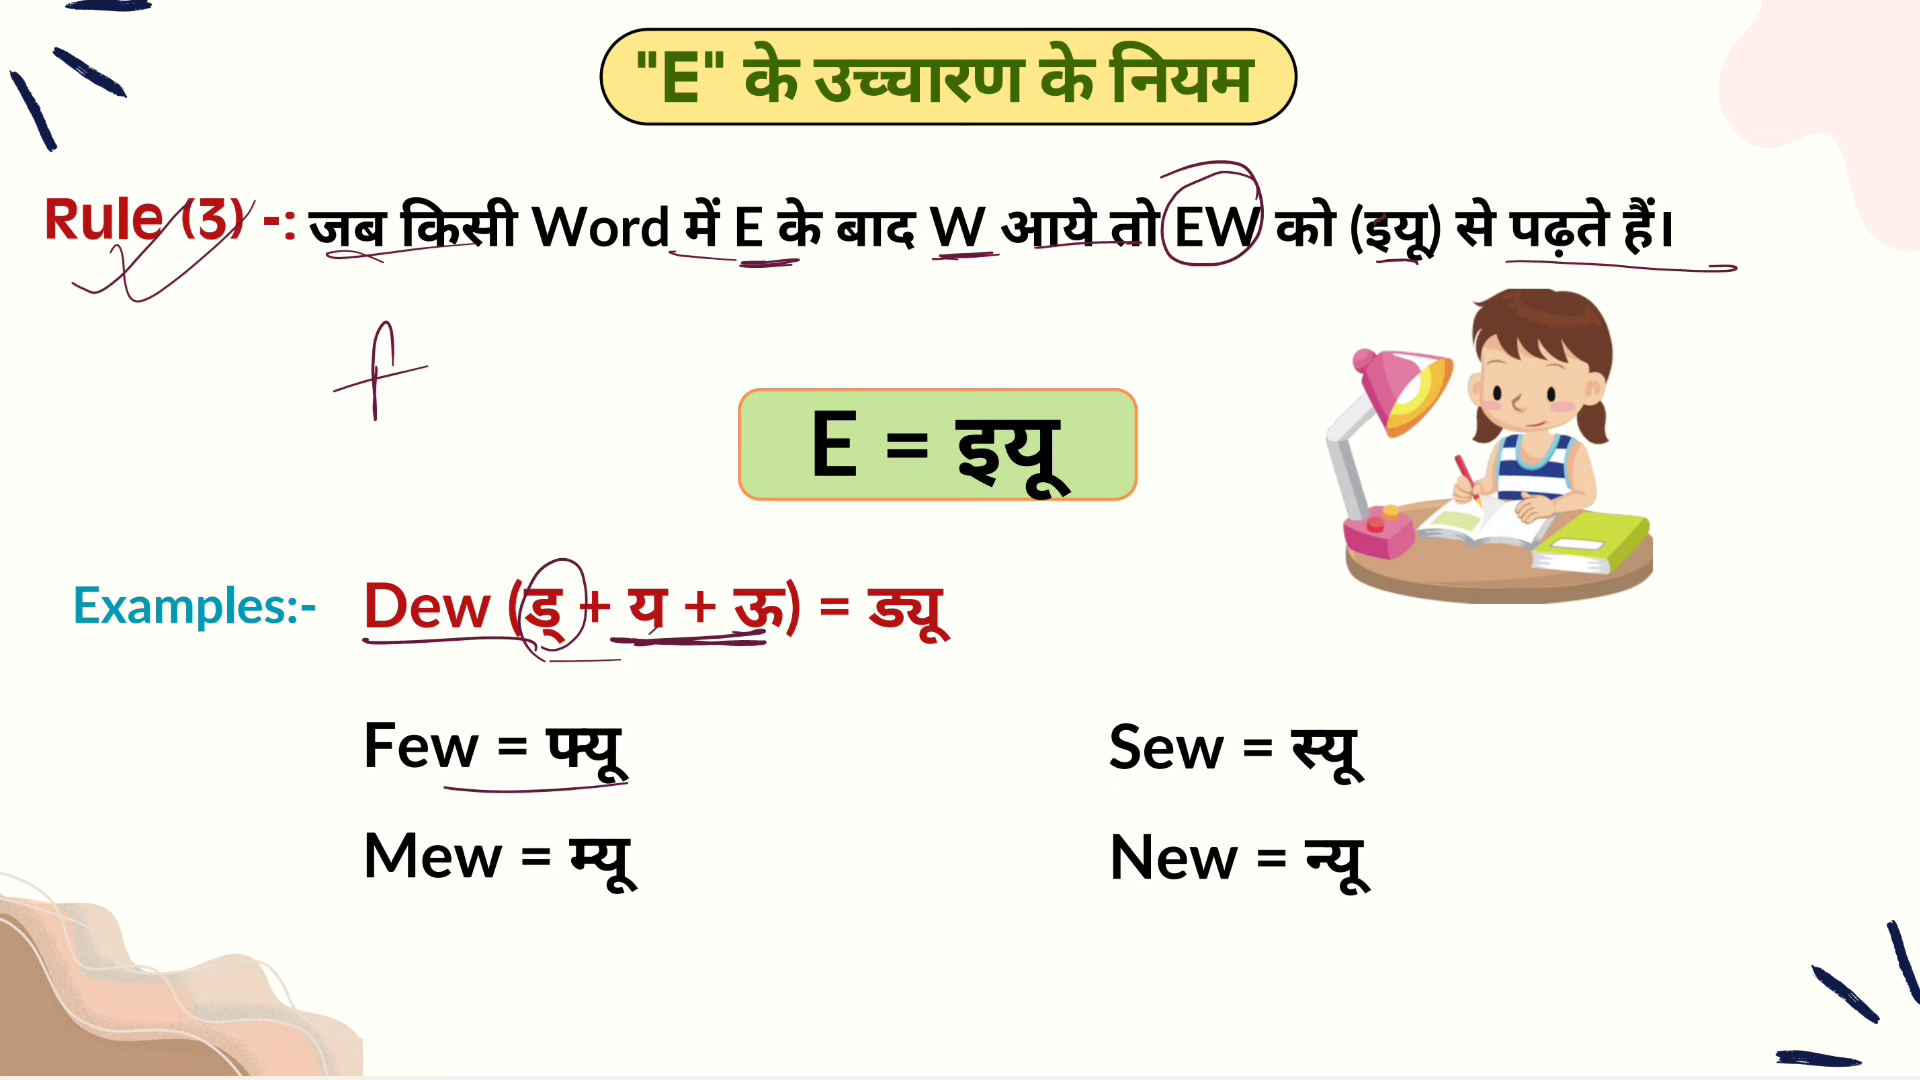 "E" के उच्चारण के नियम
Rule (3) -: जब किसी Word में E के बाद W आये तो EW को (इयू) से पढ़ते हैं।
f
E = इयू
Examples:- Dew (ड् + य + ऊ) = ड्यू
Few = फ्यू Sew = स्यू
Mew = म्यू New = न्यू